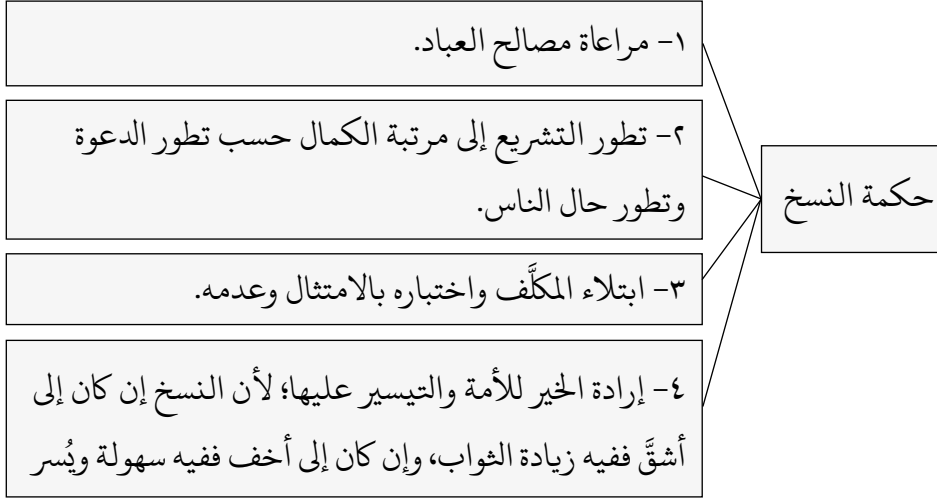 حكمة النسخ
١- مراعاة مصالح العباد.
٢- تطور التشريع إلى مرتبة الكمال حسب تطور الدعوة
وتطور حال الناس.
٣- ابتلاء المكلَّف واختباره بالامتثال وعدمه.
٤- إرادة الخير للأمة والتيسير عليها؛ لأن النسخ إن كان إلى
أشقَّ ففيه زيادة الثواب، وإن كان إلى أخف ففيه سهولة ويُسر